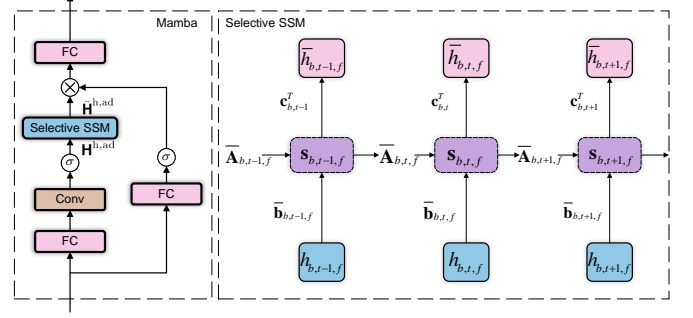 Mamba
FC
H̄^{h,ad}
Selective SSM
H^{h,ad}
σ
σ
Conv
FC
FC
Selective SSM
h̄_{b,t−1,f} h̄_{b,t,f} h̄_{b,t+1,f}
c^T_{b,t−1} c^T_{b,t} c^T_{b,t+1}
Ā_{b,t−1,f} s_{b,t−1,f} Ā_{b,t,f} s_{b,t,f} Ā_{b,t+1,f} s_{b,t+1,f}
b̄_{b,t−1,f} b̄_{b,t,f} b̄_{b,t+1,f}
h_{b,t−1,f} h_{b,t,f} h_{b,t+1,f}